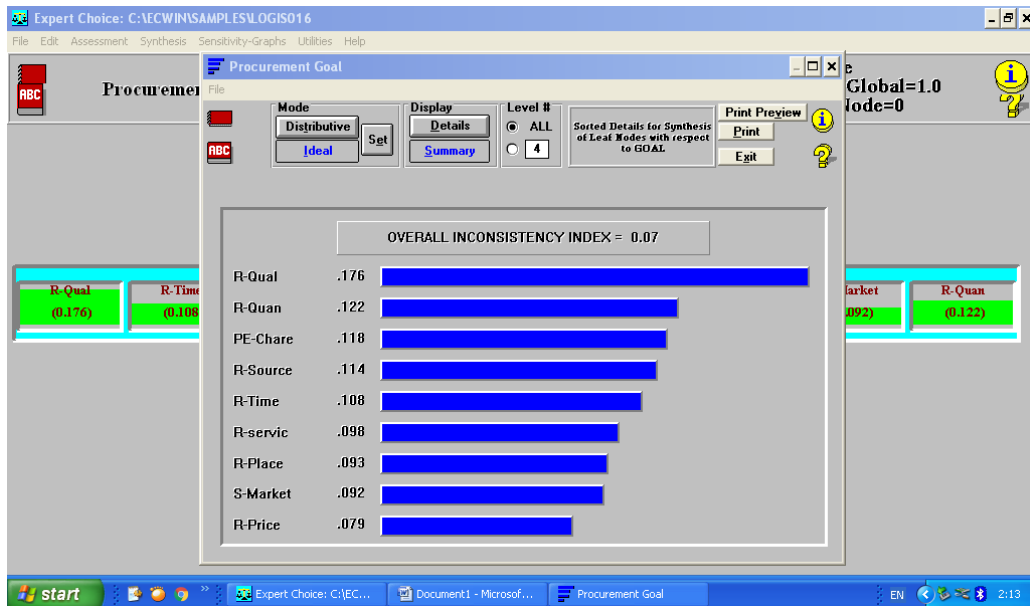 Expert Choice: C:\ECWIN\SAMPLES\LOGIS016
File Edit Assessment Synthesis Sensitivity-Graphs Utilities Help
ABC
Procuremen
Global=1.0
Node=0
i
Procurement Goal
File
ABC
Mode
Distributive
Ideal
Set
Display
Details
Summary
Level #
ALL
4
Sorted Details for Synthesis
of Leaf Nodes with respect
to GOAL
Print Preview
Print
Exit
i
OVERALL INCONSISTENCY INDEX = 0.07
R-Qual .176
R-Quan .122
PE-Chare .118
R-Source .114
R-Time .108
R-servic .098
R-Place .093
S-Market .092
R-Price .079
R-Qual
(0.176)
R-Time
(0.108
arket
.092)
R-Quan
(0.122)
start
Expert Choice: C:\EC...
Document1 - Microsof...
Procurement Goal
EN
2:13